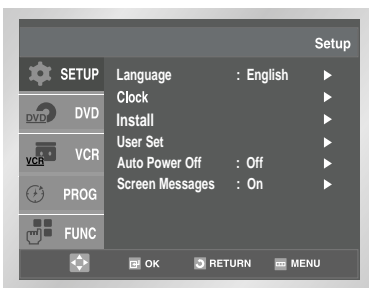 Setup
SETUP
Language : English ►
Clock ►
DVD DVD
Install ►
User Set ►
VCR VCR
Auto Power Off : Off ►
Screen Messages : On ►
PROG
FUNC
OK RETURN MENU